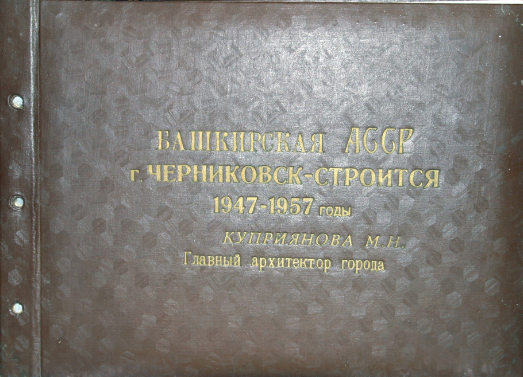 БАШКИРСКАЯ АССР
г. ЧЕРНИКОВСК-СТРОИТСЯ
1947-1957 годы
КУПРИЯНОВА М.Н.,
Главный архитектор города